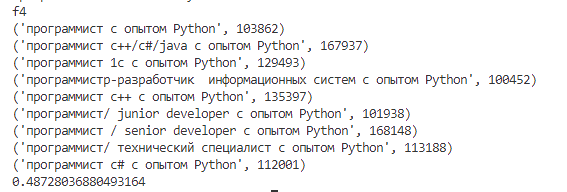 f4
('программист с опытом Python', 103862)
('программист с++/с#/java с опытом Python', 167937)
('программист 1с с опытом Python', 129493)
('программистр-разработчик  информационных систем с опытом Python', 100452)
('программист с++ с опытом Python', 135397)
('программист/ junior developer с опытом Python', 101938)
('программист / senior developer с опытом Python', 168148)
('программист/ технический специалист с опытом Python', 113188)
('программист с# с опытом Python', 112001)
0.48728036880493164